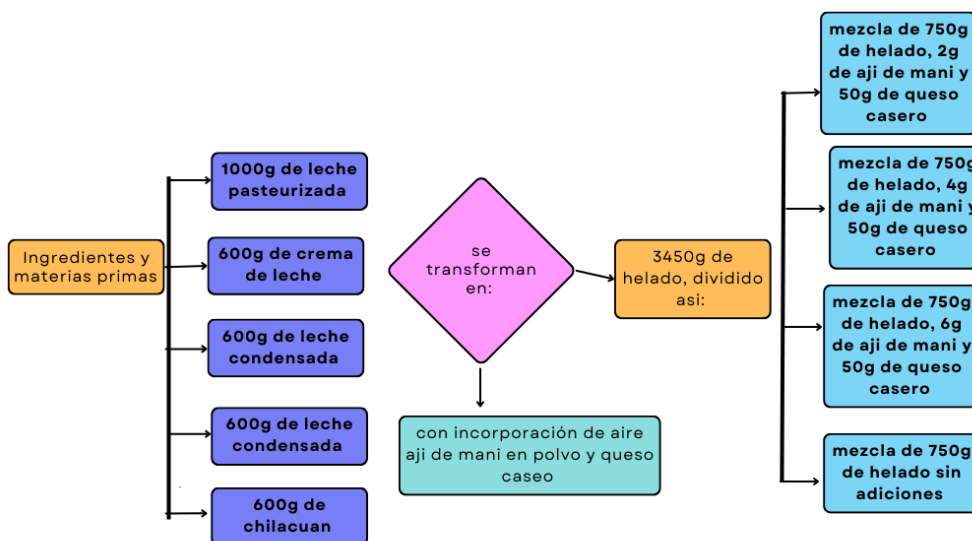 Ingredientes y
materias primas
1000g de leche
pasteurizada
600g de crema
de leche
600g de leche
condensada
600g de leche
condensada
600g de
chilacuan
se
transforman
en:
con incorporación de aire
aji de mani en polvo y queso
caseo
3450g de
helado, dividido
asi:
mezcla de 750g
de helado, 2g
de aji de mani y
50g de queso
casero
mezcla de 750g
de helado, 4g
de aji de mani y
50g de queso
casero
mezcla de 750g
de helado, 6g
de aji de mani y
50g de queso
casero
mezcla de 750g
de helado sin
adiciones